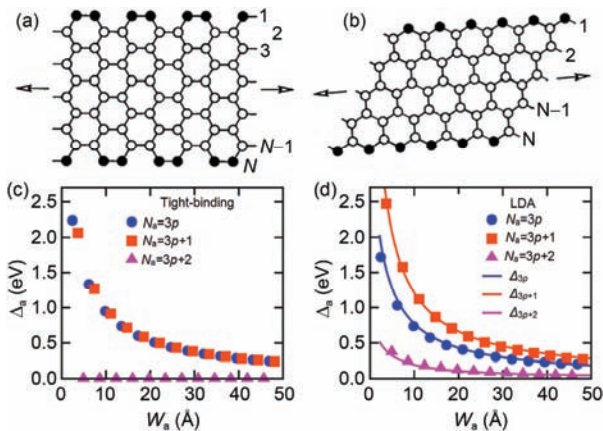 (a)
1
2
3
N–1
N
(b)
1
2
N–1
N
(c)
Tight-binding
Nₐ=3p
Nₐ=3p+1
Nₐ=3p+2
Δₐ (eV)
2.5
2.0
1.5
1.0
0.5
0.0
0 10 20 30 40 50
Wₐ (Å)
(d)
LDA
Nₐ=3p
Nₐ=3p+1
Nₐ=3p+2
Δ₃ₚ
Δ₃ₚ₊₁
Δ₃ₚ₊₂
Δₐ (eV)
2.5
2.0
1.5
1.0
0.5
0.0
0 10 20 30 40 50
Wₐ (Å)